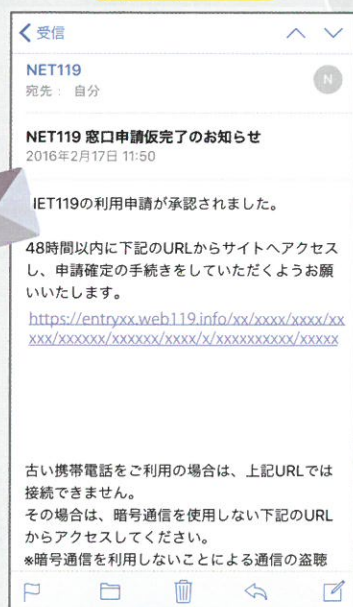 受信
NET119
N
宛先： 自分
NET119 窓口申請仮完了のお知らせ
2016年2月17日 11:50
IET119の利用申請が承認されました。
48時間以内に下記のURLからサイトへアクセス
し、申請確定の手続きをしていただくようお願
いいたします。
https://entryxx.web119.info/xx/xxxx/xxxx/xx
xxx/xxxxxx/xxxxxx/xxxx/x/xxxxxxxxxx/xxxxx
古い携帯電話をご利用の場合は、上記URLでは
接続できません。
その場合は、暗号通信を使用しない下記のURL
からアクセスしてください。
※暗号通信を利用しないことによる通信の盗聴